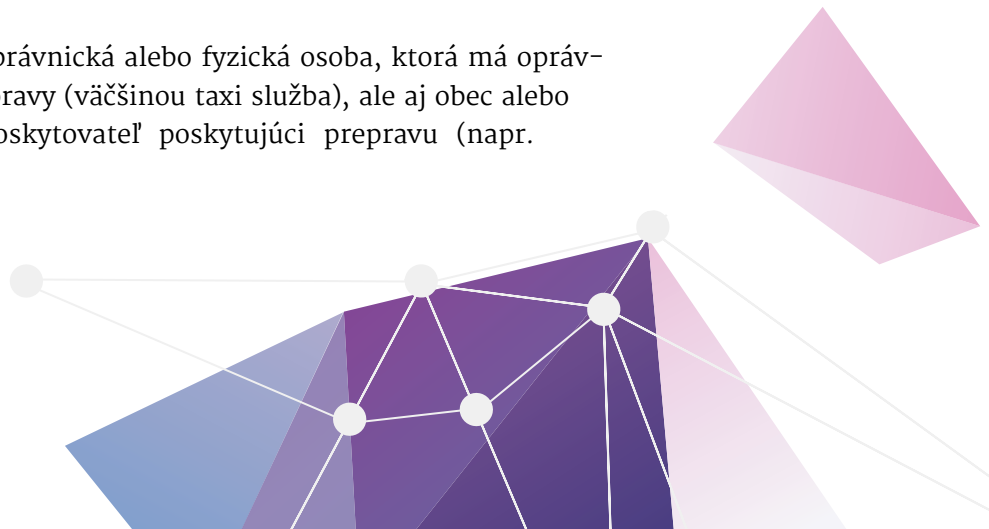 právnická alebo fyzická osoba, ktorá má opráv-
ravy (väčšinou taxi služba), ale aj obec alebo
oskytovateľ poskytujúci prepravu (napr.